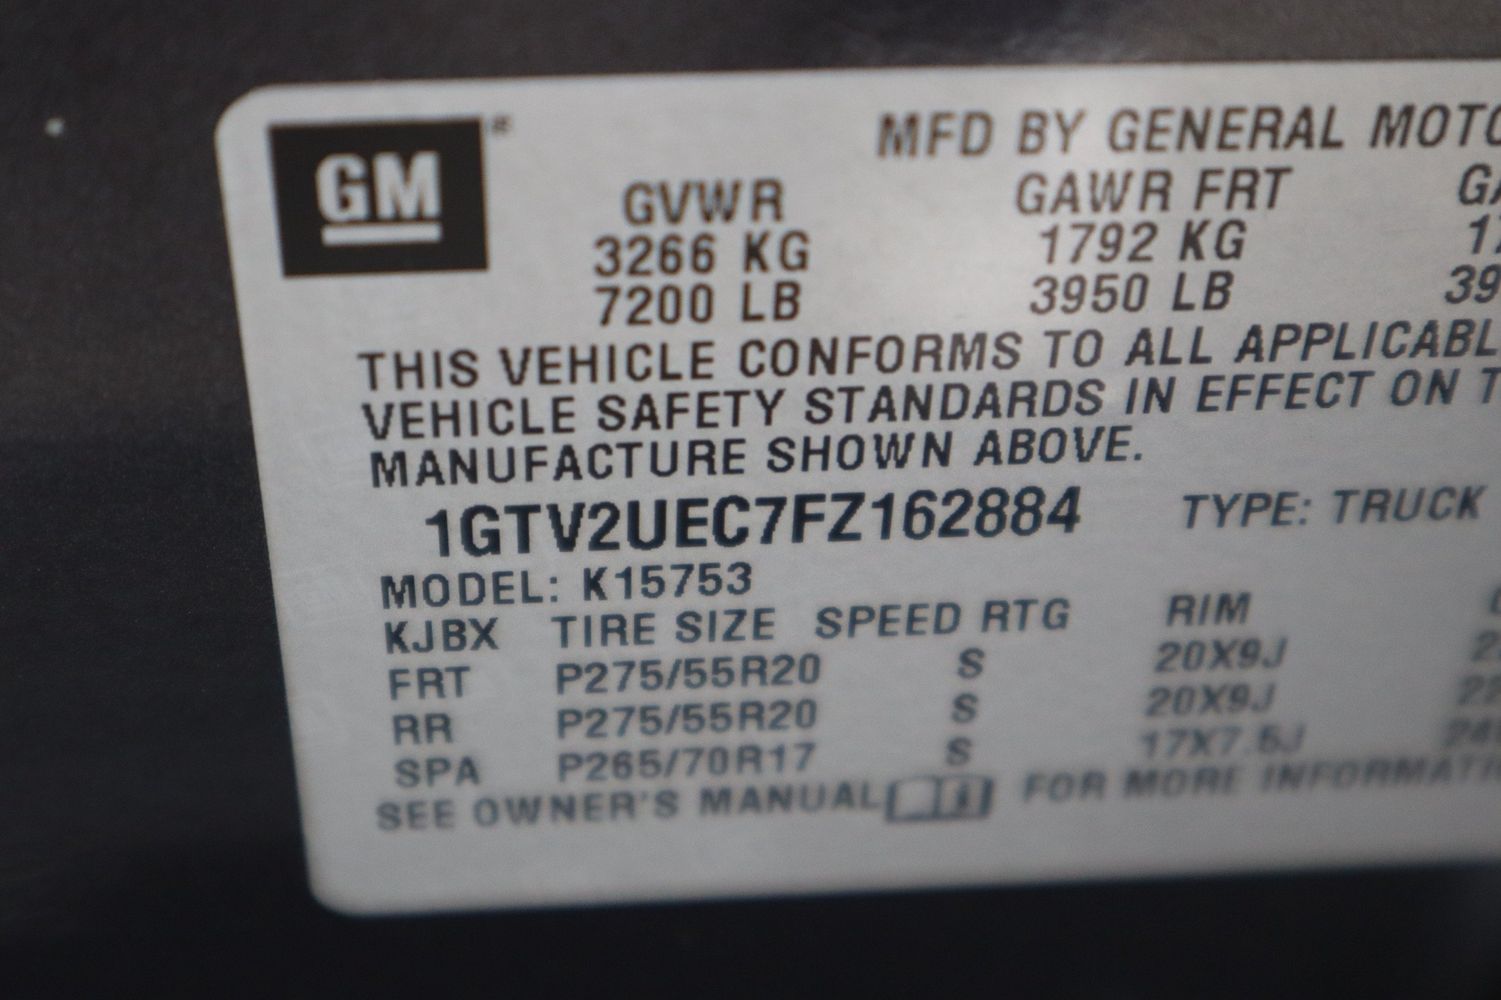 GM
MFD BY GENERAL MOTO
GVWR GAWR FRT GA
3266 KG 1792 KG 17
7200 LB 3950 LB 39
THIS VEHICLE CONFORMS TO ALL APPLICABL
VEHICLE SAFETY STANDARDS IN EFFECT ON T
MANUFACTURE SHOWN ABOVE.
1GTV2UEC7FZ162884 TYPE: TRUCK
MODEL: K15753
KJBX TIRE SIZE SPEED RTG RIM
FRT P275/55R20 S 20X9J
RR P275/55R20 S 20X9J
SPA P265/70R17 S 17X7.5J
SEE OWNER'S MANUAL FOR MORE INFORMATI